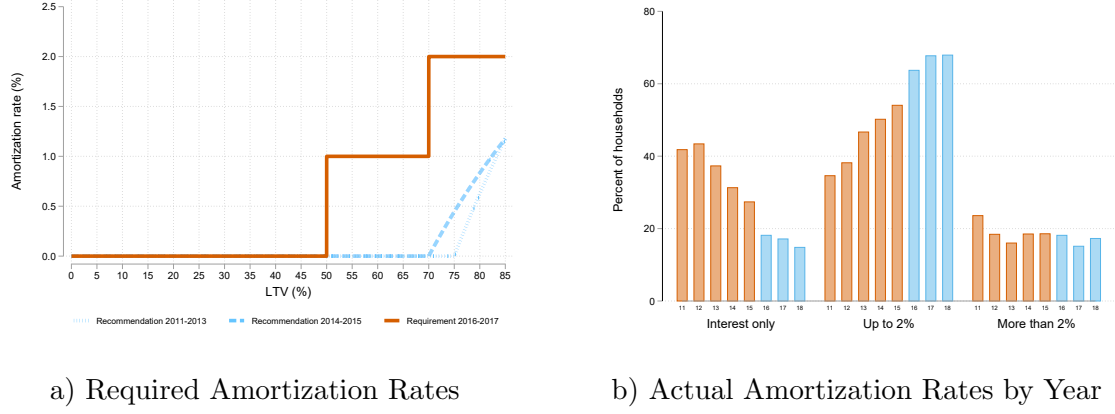 2.5
2.0
1.5
1.0
0.5
0.0
Amortization rate (%)
0 5 10 15 20 25 30 35 40 45 50 55 60 65 70 75 80 85
LTV (%)
Recommendation 2011-2013 Recommendation 2014-2015 Requirement 2016-2017
a) Required Amortization Rates
80
60
40
20
0
Percent of households
11 12 13 14 15 16 17 18 11 12 13 14 15 16 17 18 11 12 13 14 15 16 17 18
Interest only Up to 2% More than 2%
b) Actual Amortization Rates by Year